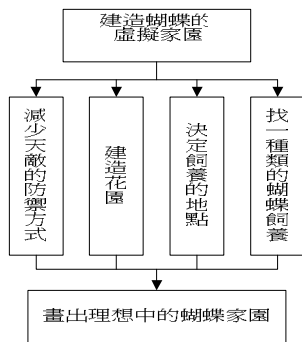 建造蝴蝶的
虛擬家園
減少天敵的防禦方式
建造花園
決定飼養的地點
找一種類的蝴蝶飼養
畫出理想中的蝴蝶家園